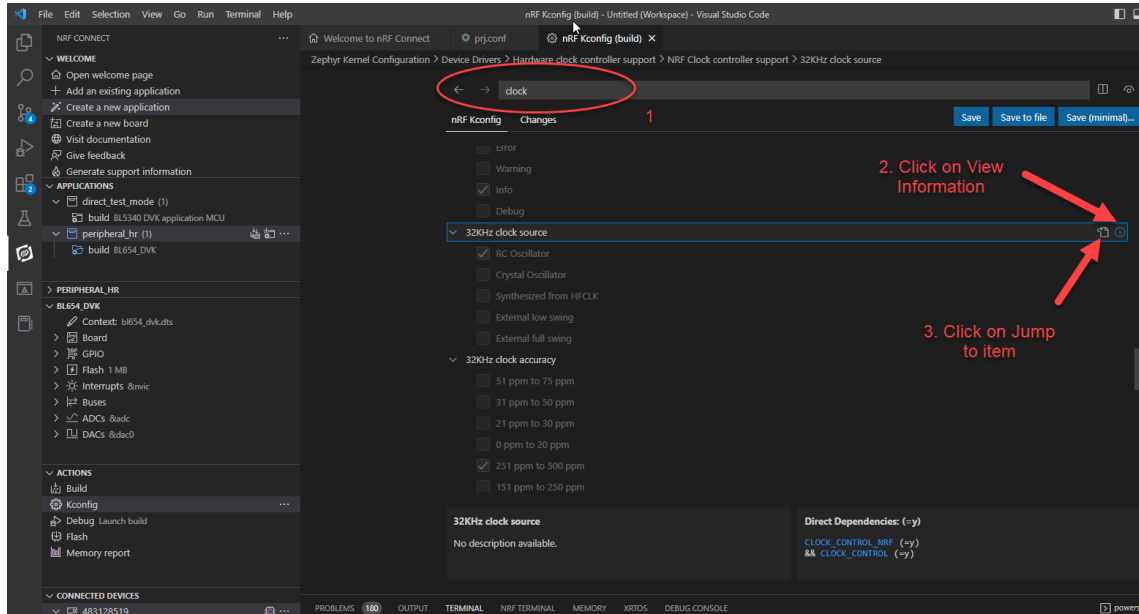 File Edit Selection View Go Run Terminal Help
nRF Kconfig (build) - Untitled (Workspace) - Visual Studio Code
NRF CONNECT
Welcome to nRF Connect
prj.conf
nRF Kconfig (build)
WELCOME
Open welcome page
Add an existing application
Create a new application
Create a new board
Visit documentation
Give feedback
Generate support information
APPLICATIONS
direct_test_mode (1)
build BL5340 DVK application MCU
peripheral_hr (1)
build BL654_DVK
PERIPHERAL_HR
BL654_DVK
Context: bl654_dvk.dts
Board
GPIO
Flash 1 MB
Interrupts &nvic
Buses
ADCs &adc
DACs &dac0
ACTIONS
Build
Kconfig
Debug Launch build
Flash
Memory report
CONNECTED DEVICES
483128519
4
2
Zephyr Kernel Configuration > Device Drivers > Hardware clock controller support > NRF Clock controller support > 32KHz clock source
clock
1
nRF Kconfig Changes
Save Save to file Save (minimal)...
Error
Warning
Info
Debug
32KHz clock source
RC Oscillator
Crystal Oscillator
Synthesized from HFCLK
External low swing
External full swing
32KHz clock accuracy
51 ppm to 75 ppm
31 ppm to 50 ppm
21 ppm to 30 ppm
0 ppm to 20 ppm
251 ppm to 500 ppm
151 ppm to 250 ppm
2. Click on View
Information
3. Click on Jump
to item
32KHz clock source
No description available.
Direct Dependencies: (=y)
CLOCK_CONTROL_NRF (=y)
&& CLOCK_CONTROL (=y)
PROBLEMS 180 OUTPUT TERMINAL NRF TERMINAL MEMORY XRTOS DEBUG CONSOLE
powers